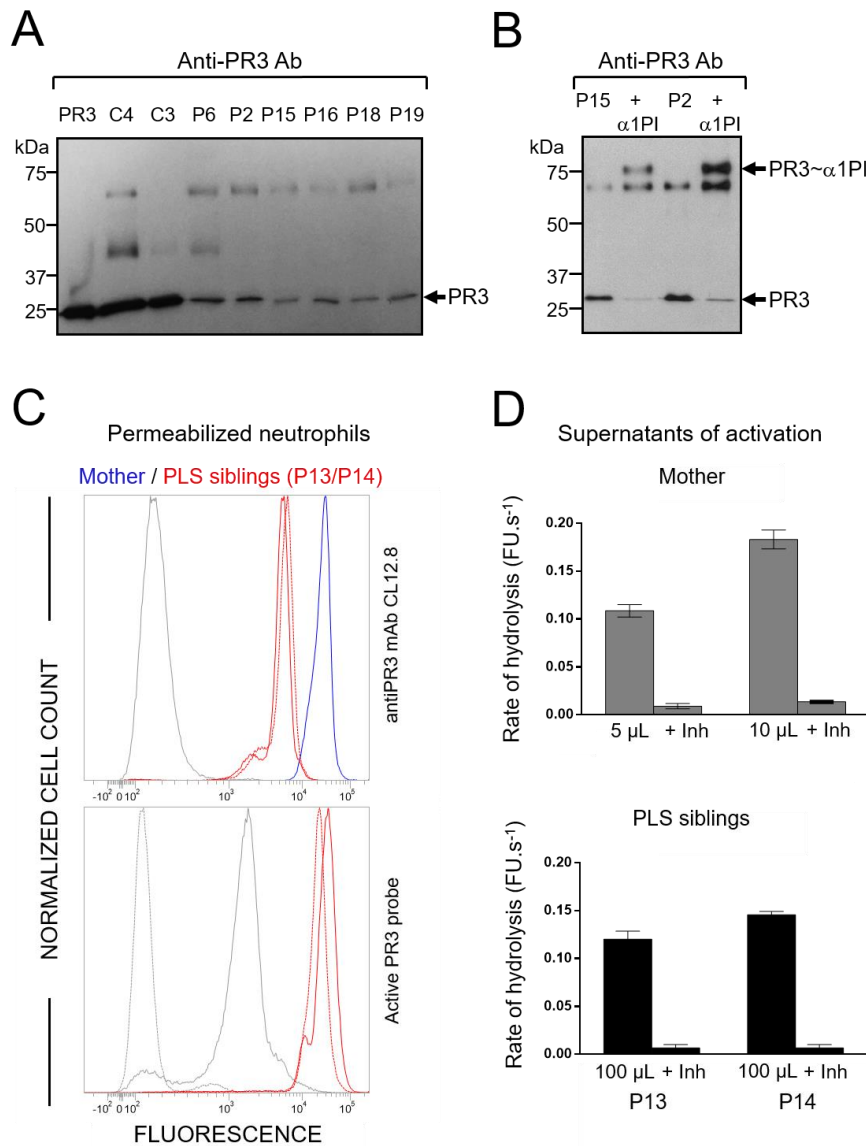 A
Anti-PR3 Ab
PR3 C4 C3 P6 P2 P15 P16 P18 P19
kDa
75
50
37
25
PR3
B
Anti-PR3 Ab
P15 + P2 +
α1PI α1PI
kDa
75
50
37
25
PR3~α1PI
PR3
C
Permeabilized neutrophils
Mother / PLS siblings (P13/P14)
antiPR3 mAb CL12.8
-10² 0 10² 10³ 10⁴ 10⁵
Active PR3 probe
-10² 0 10² 10³ 10⁴ 10⁵
NORMALIZED CELL COUNT
FLUORESCENCE
D
Supernatants of activation
Mother
Rate of hydrolysis (FU.s⁻¹)
0.20
0.15
0.10
0.05
0.00
5 µL + Inh 10 µL + Inh
PLS siblings
Rate of hydrolysis (FU.s⁻¹)
0.20
0.15
0.10
0.05
0.00
100 µL + Inh 100 µL + Inh
P13 P14